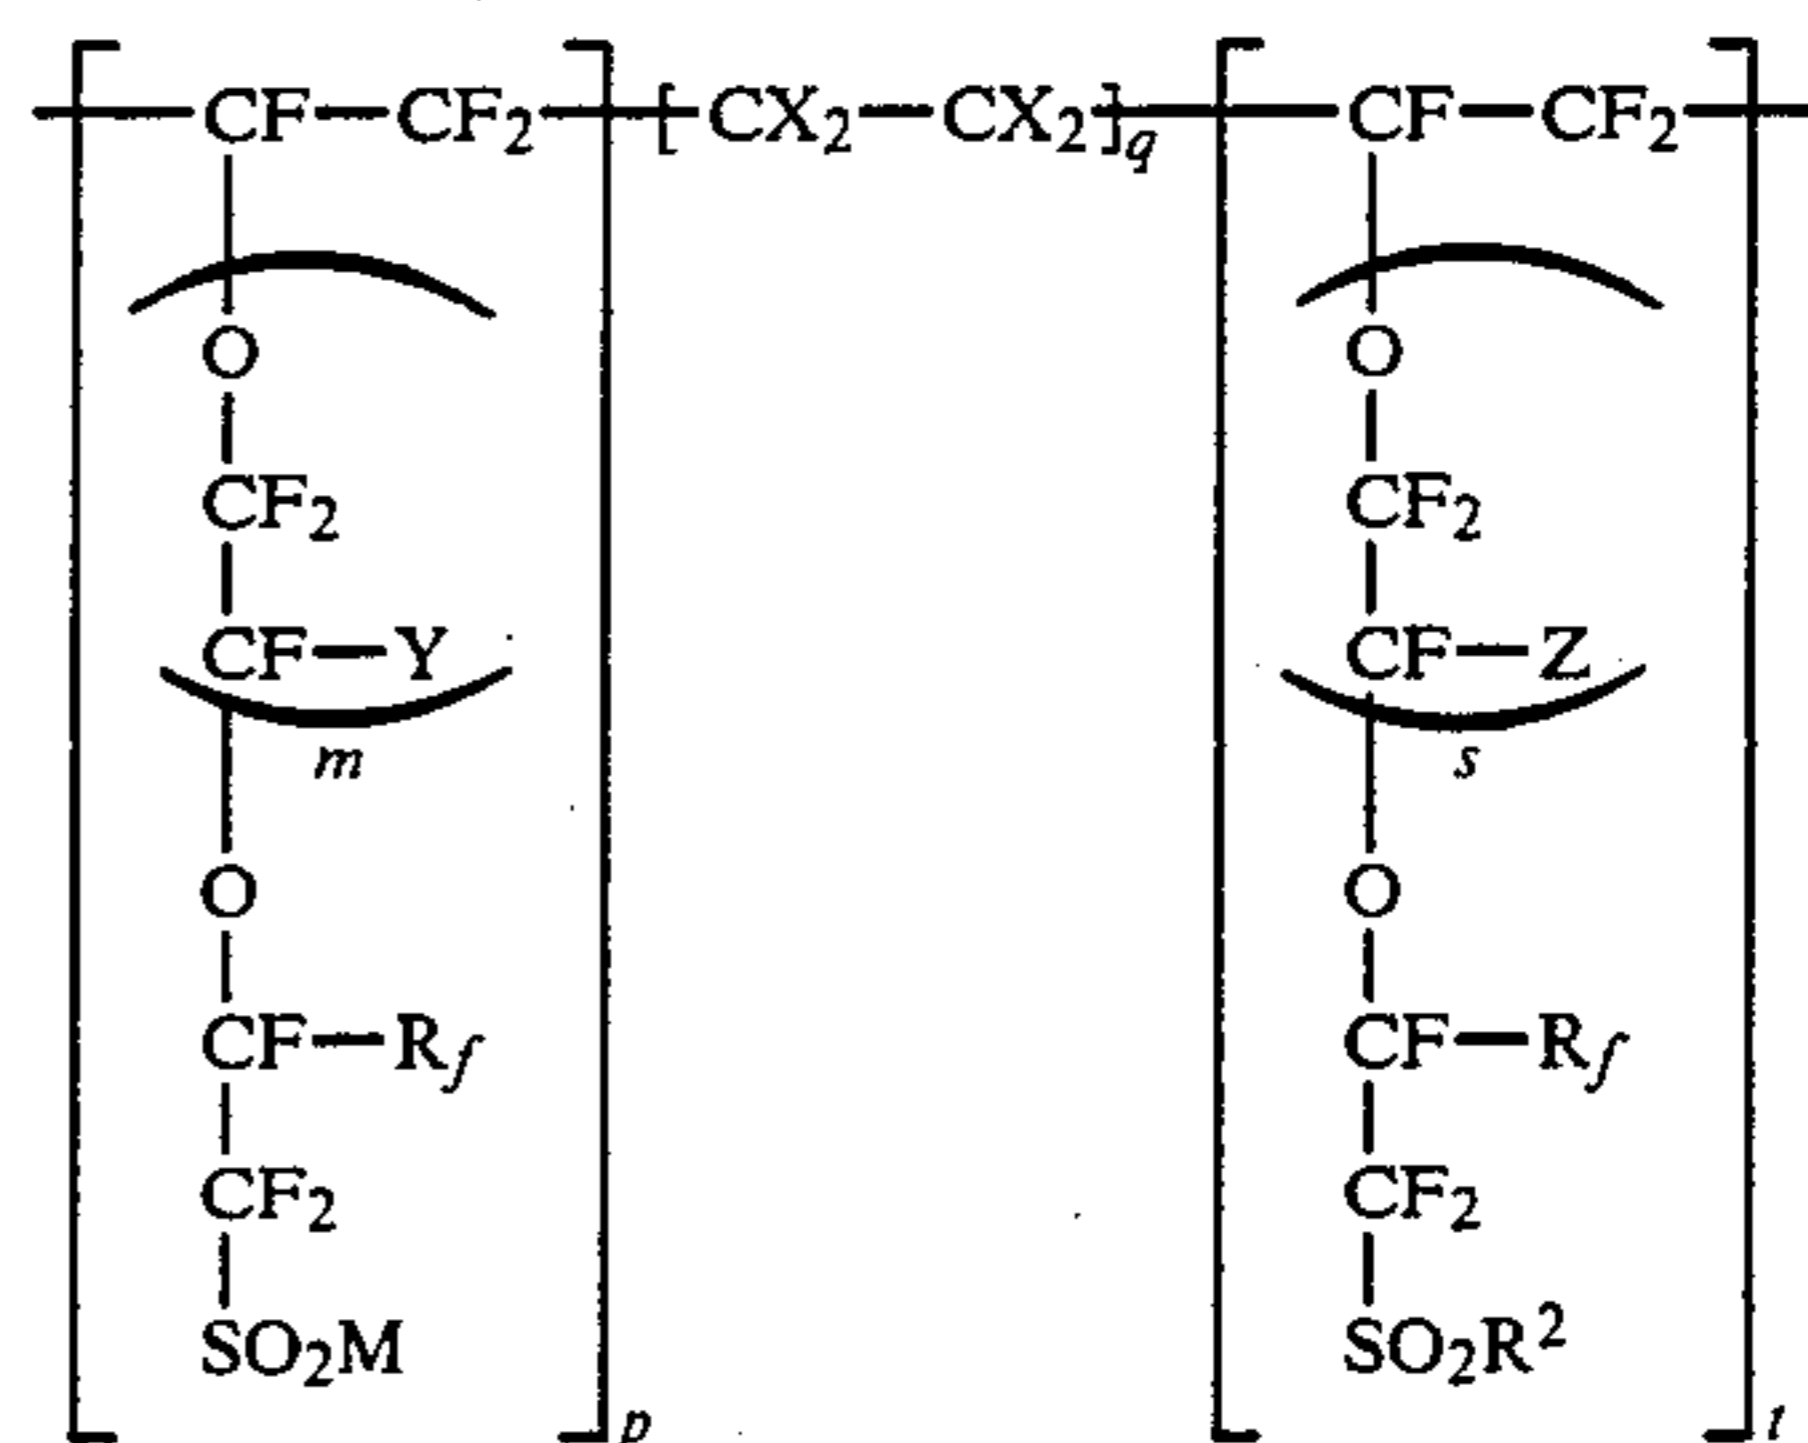 CF—CF₂ [CX₂—CX₂]q CF—CF₂
O O
CF₂ CF₂
CF—Y CF—Z
m s
O O
CF—Rf CF—Rf
CF₂ CF₂
SO₂M SO₂R²
p t